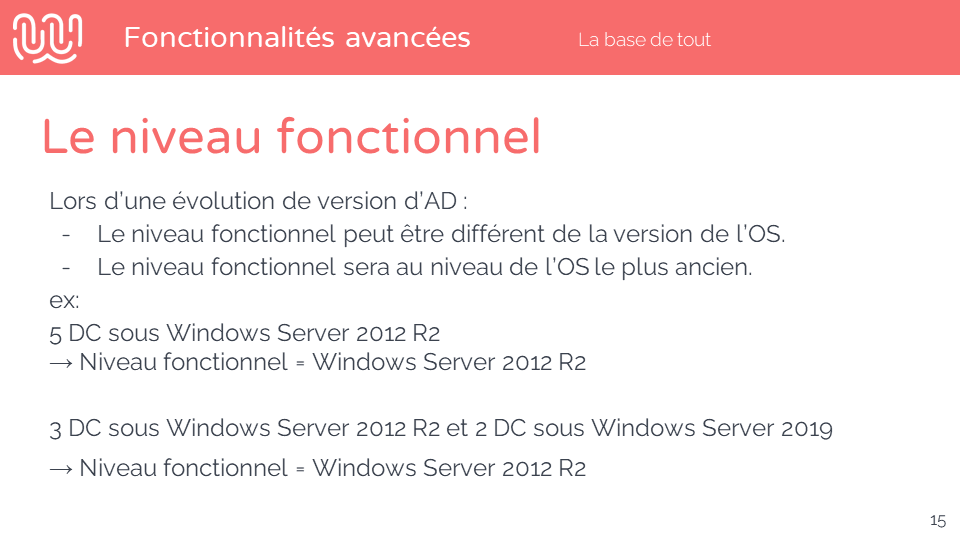 Fonctionnalités avancées
La base de tout
Le niveau fonctionnel
Lors d’une évolution de version d’AD :
- Le niveau fonctionnel peut être différent de la version de l’OS.
- Le niveau fonctionnel sera au niveau de l’OS le plus ancien.
ex:
5 DC sous Windows Server 2012 R2
→ Niveau fonctionnel = Windows Server 2012 R2
3 DC sous Windows Server 2012 R2 et 2 DC sous Windows Server 2019
→ Niveau fonctionnel = Windows Server 2012 R2
15